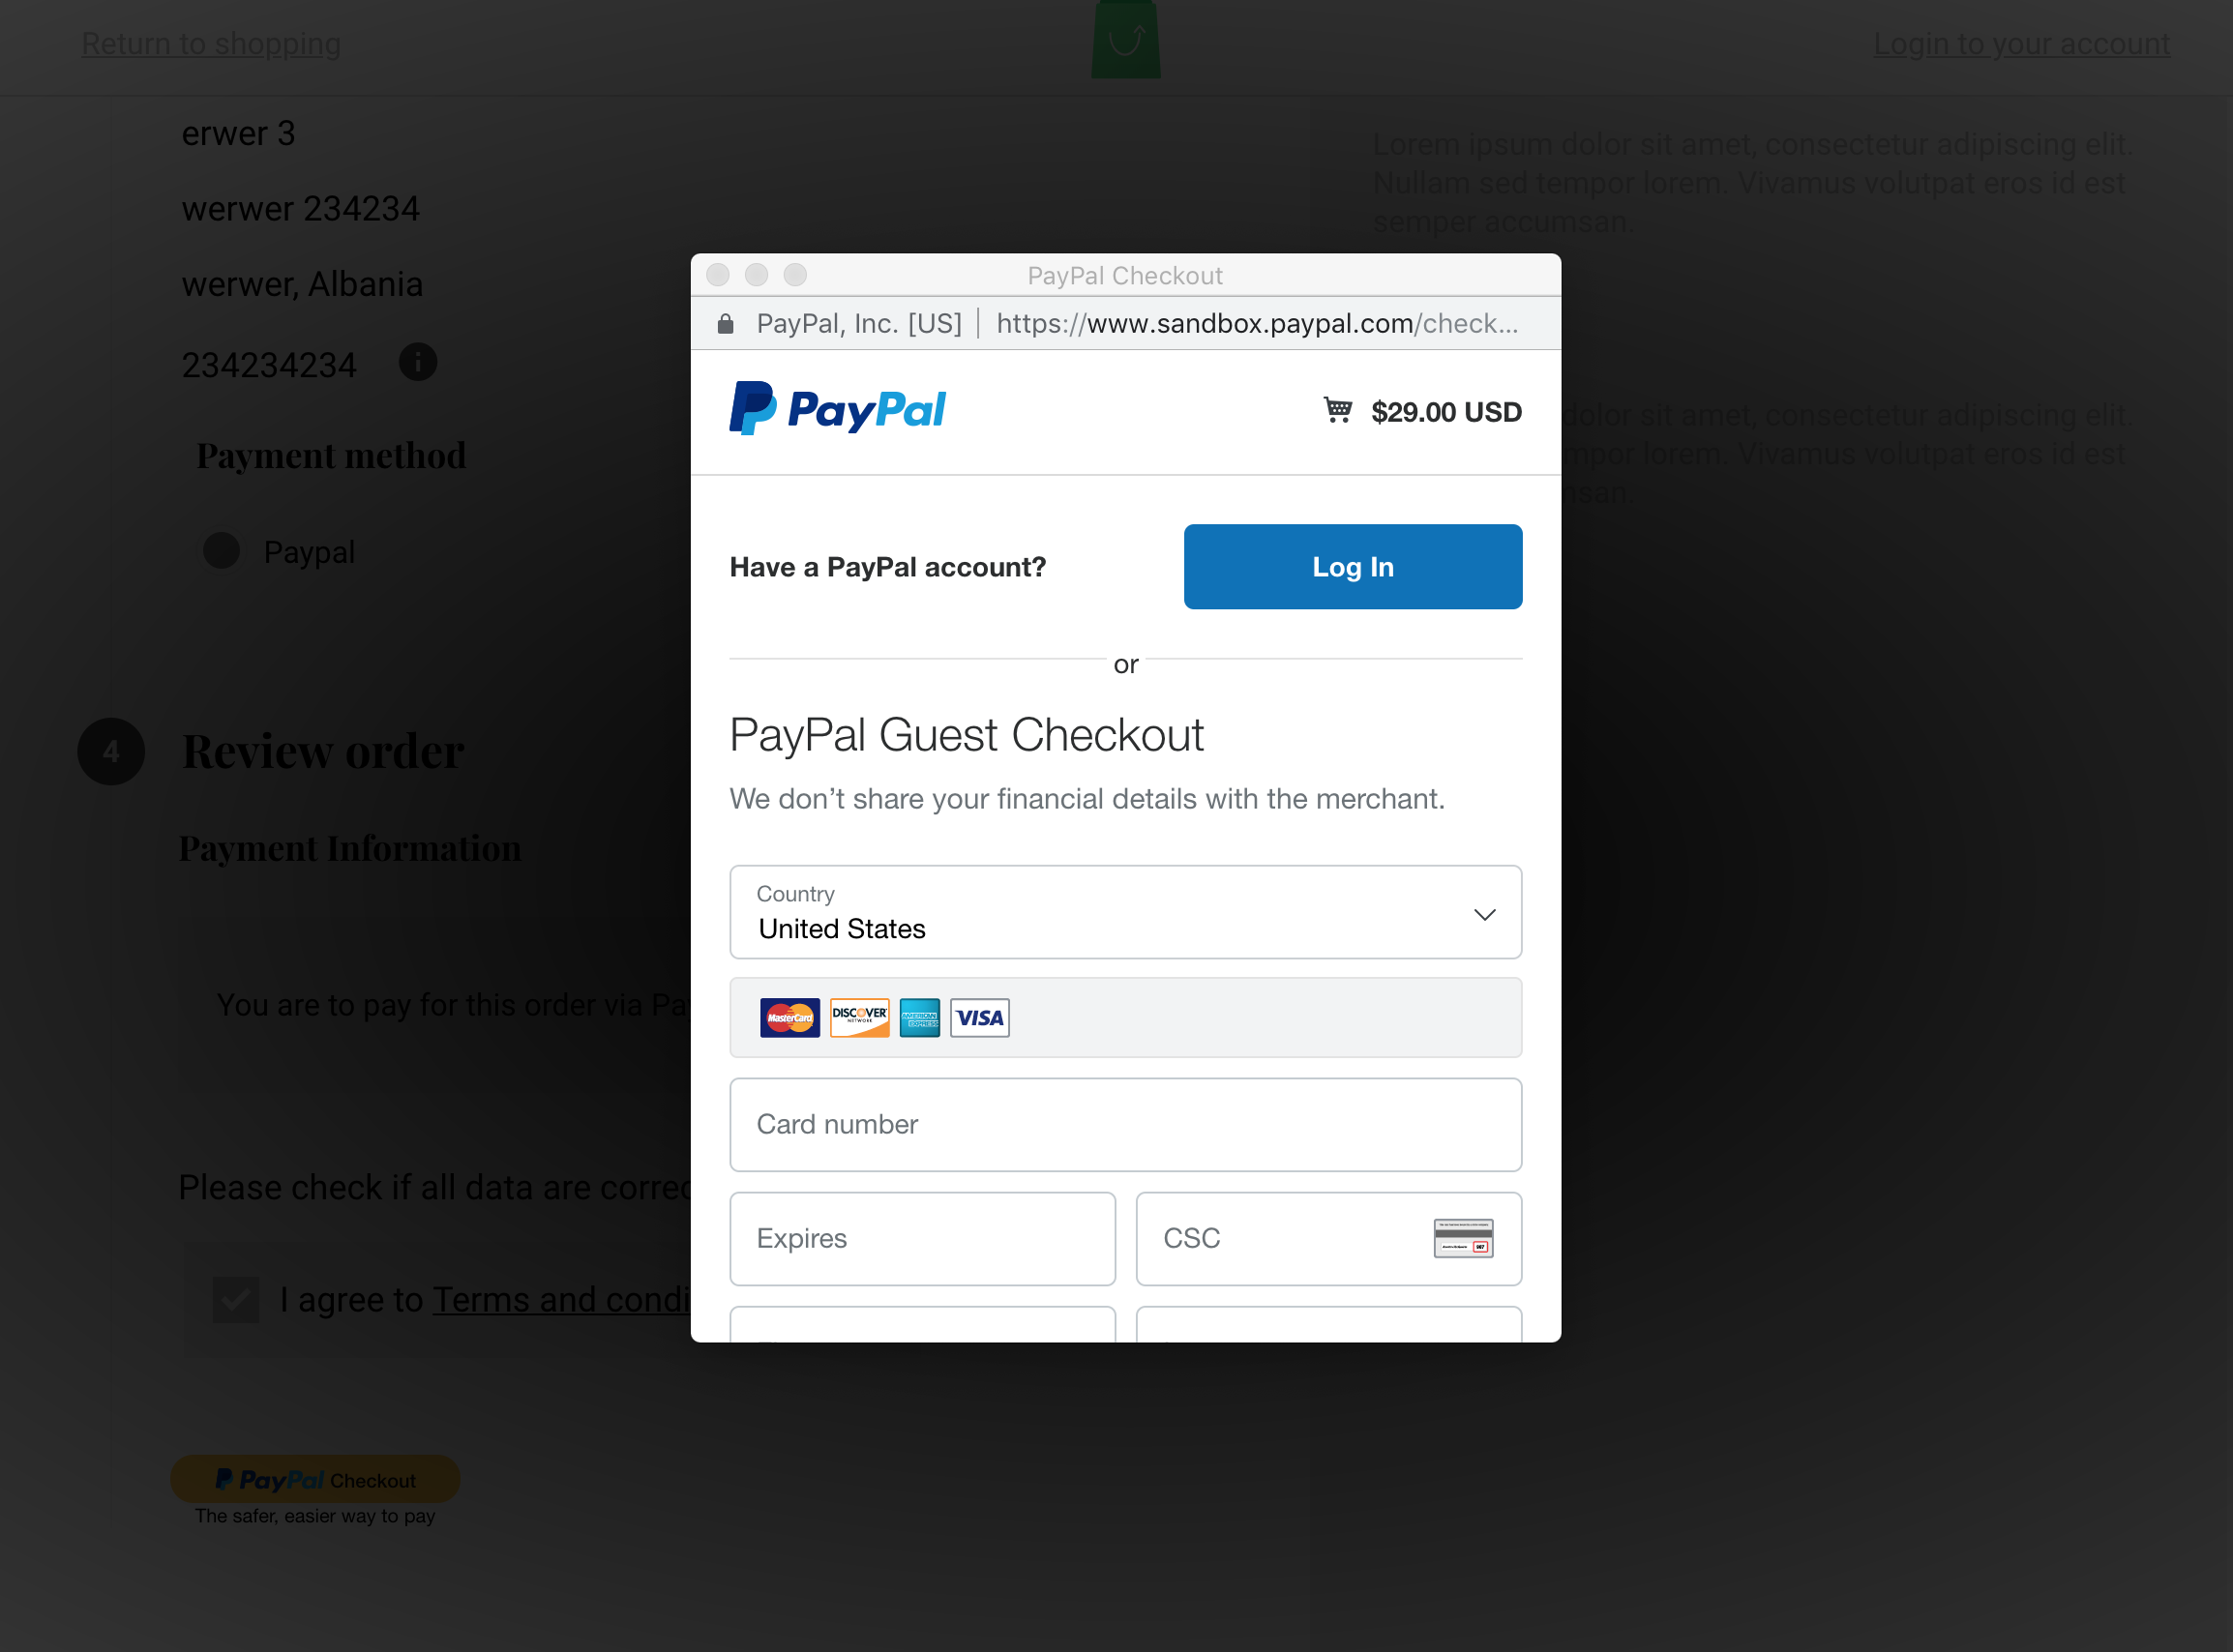 Return to shopping
Login to your account
erwer 3
werwer 234234
werwer, Albania
234234234
i
Payment method
Paypal
4
Review order
Payment Information
You are to pay for this order via Pa
Please check if all data are correc
I agree to Terms and condi
PayPal Checkout
The safer, easier way to pay
Lorem ipsum dolor sit amet, consectetur adipiscing elit.
Nullam sed tempor lorem. Vivamus volutpat eros id est
semper accumsan.
dolor sit amet, consectetur adipiscing elit.
mpor lorem. Vivamus volutpat eros id est
nsan.
PayPal Checkout
PayPal, Inc. [US] | https://www.sandbox.paypal.com/check...
PayPal
$29.00 USD
Have a PayPal account?
Log In
or
PayPal Guest Checkout
We don’t share your financial details with the merchant.
Country
United States
MasterCard DISCOVER NETWORK AMERICAN EXPRESS VISA
Card number
Expires
CSC